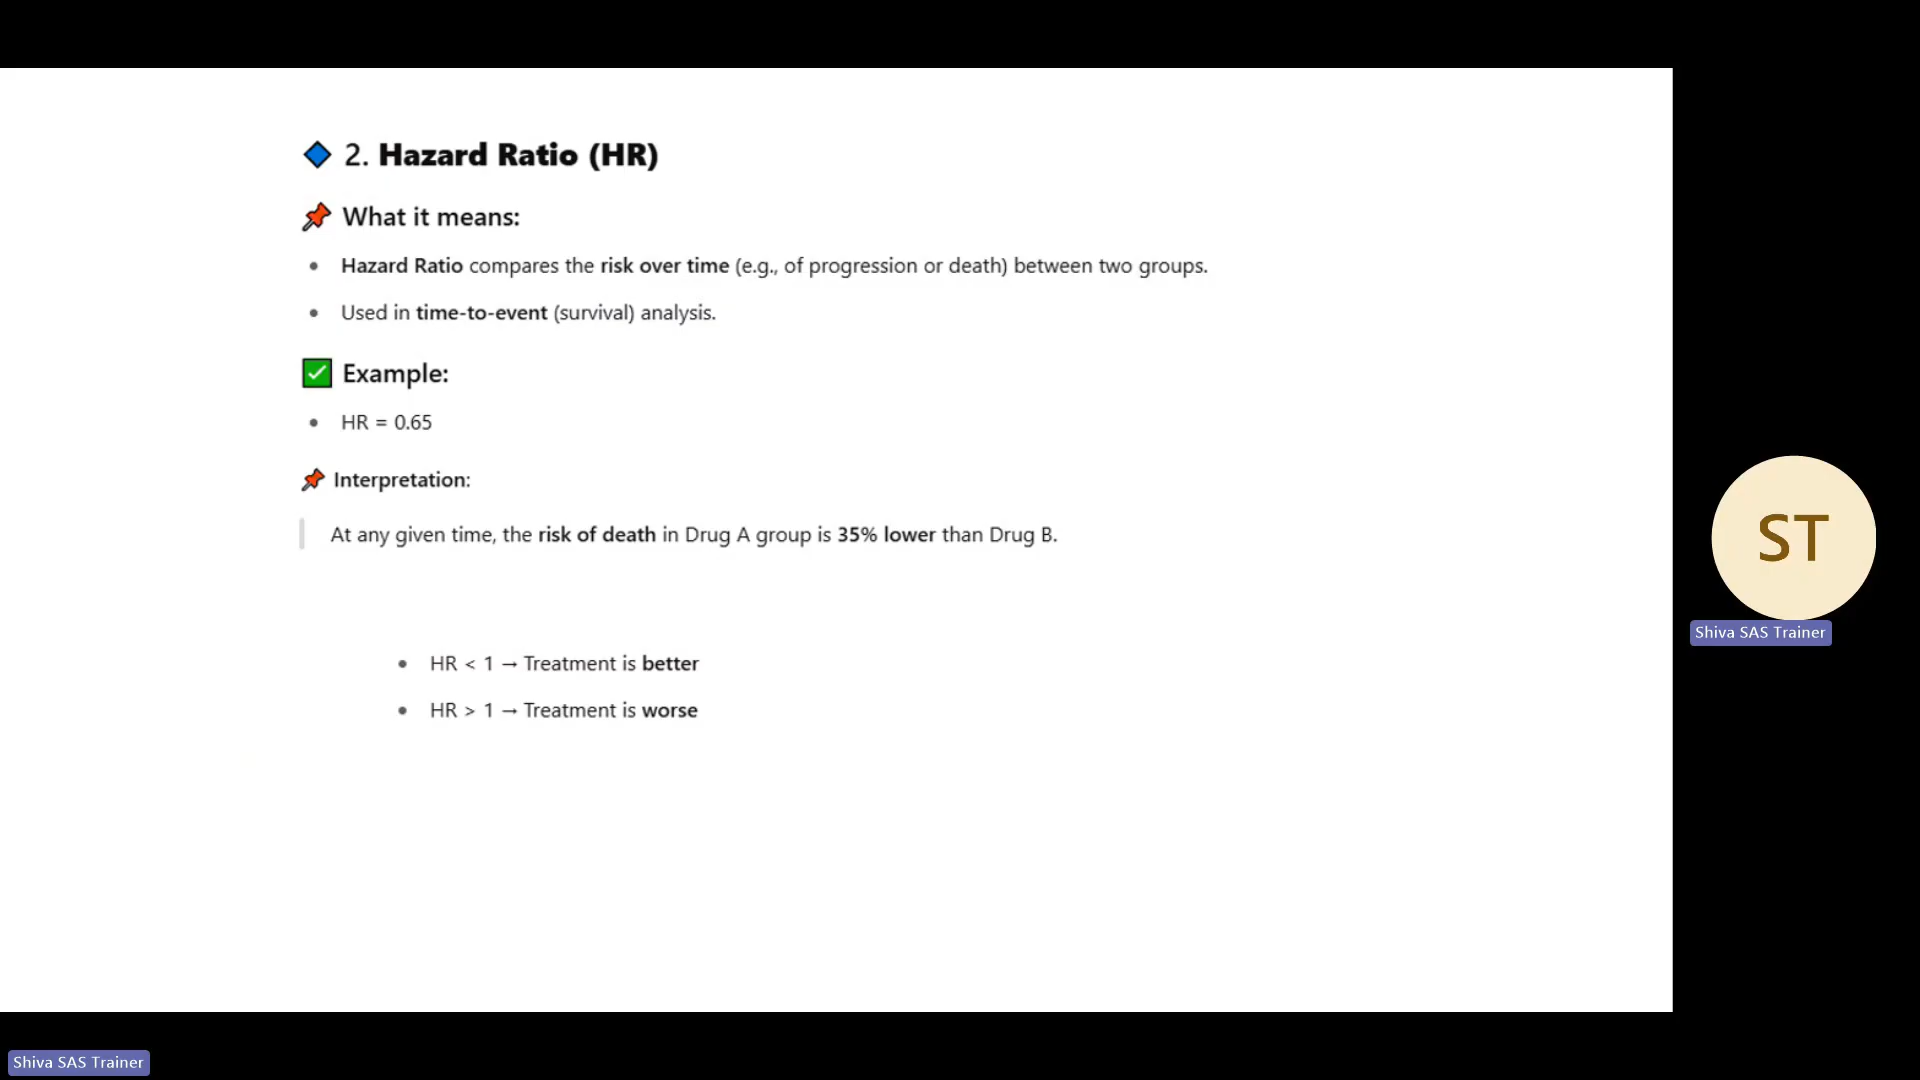 2. Hazard Ratio (HR)
What it means:
• Hazard Ratio compares the risk over time (e.g., of progression or death) between two groups.
• Used in time-to-event (survival) analysis.
Example:
• HR = 0.65
Interpretation:
At any given time, the risk of death in Drug A group is 35% lower than Drug B.
• HR < 1 → Treatment is better
• HR > 1 → Treatment is worse
ST
Shiva SAS Trainer
Shiva SAS Trainer